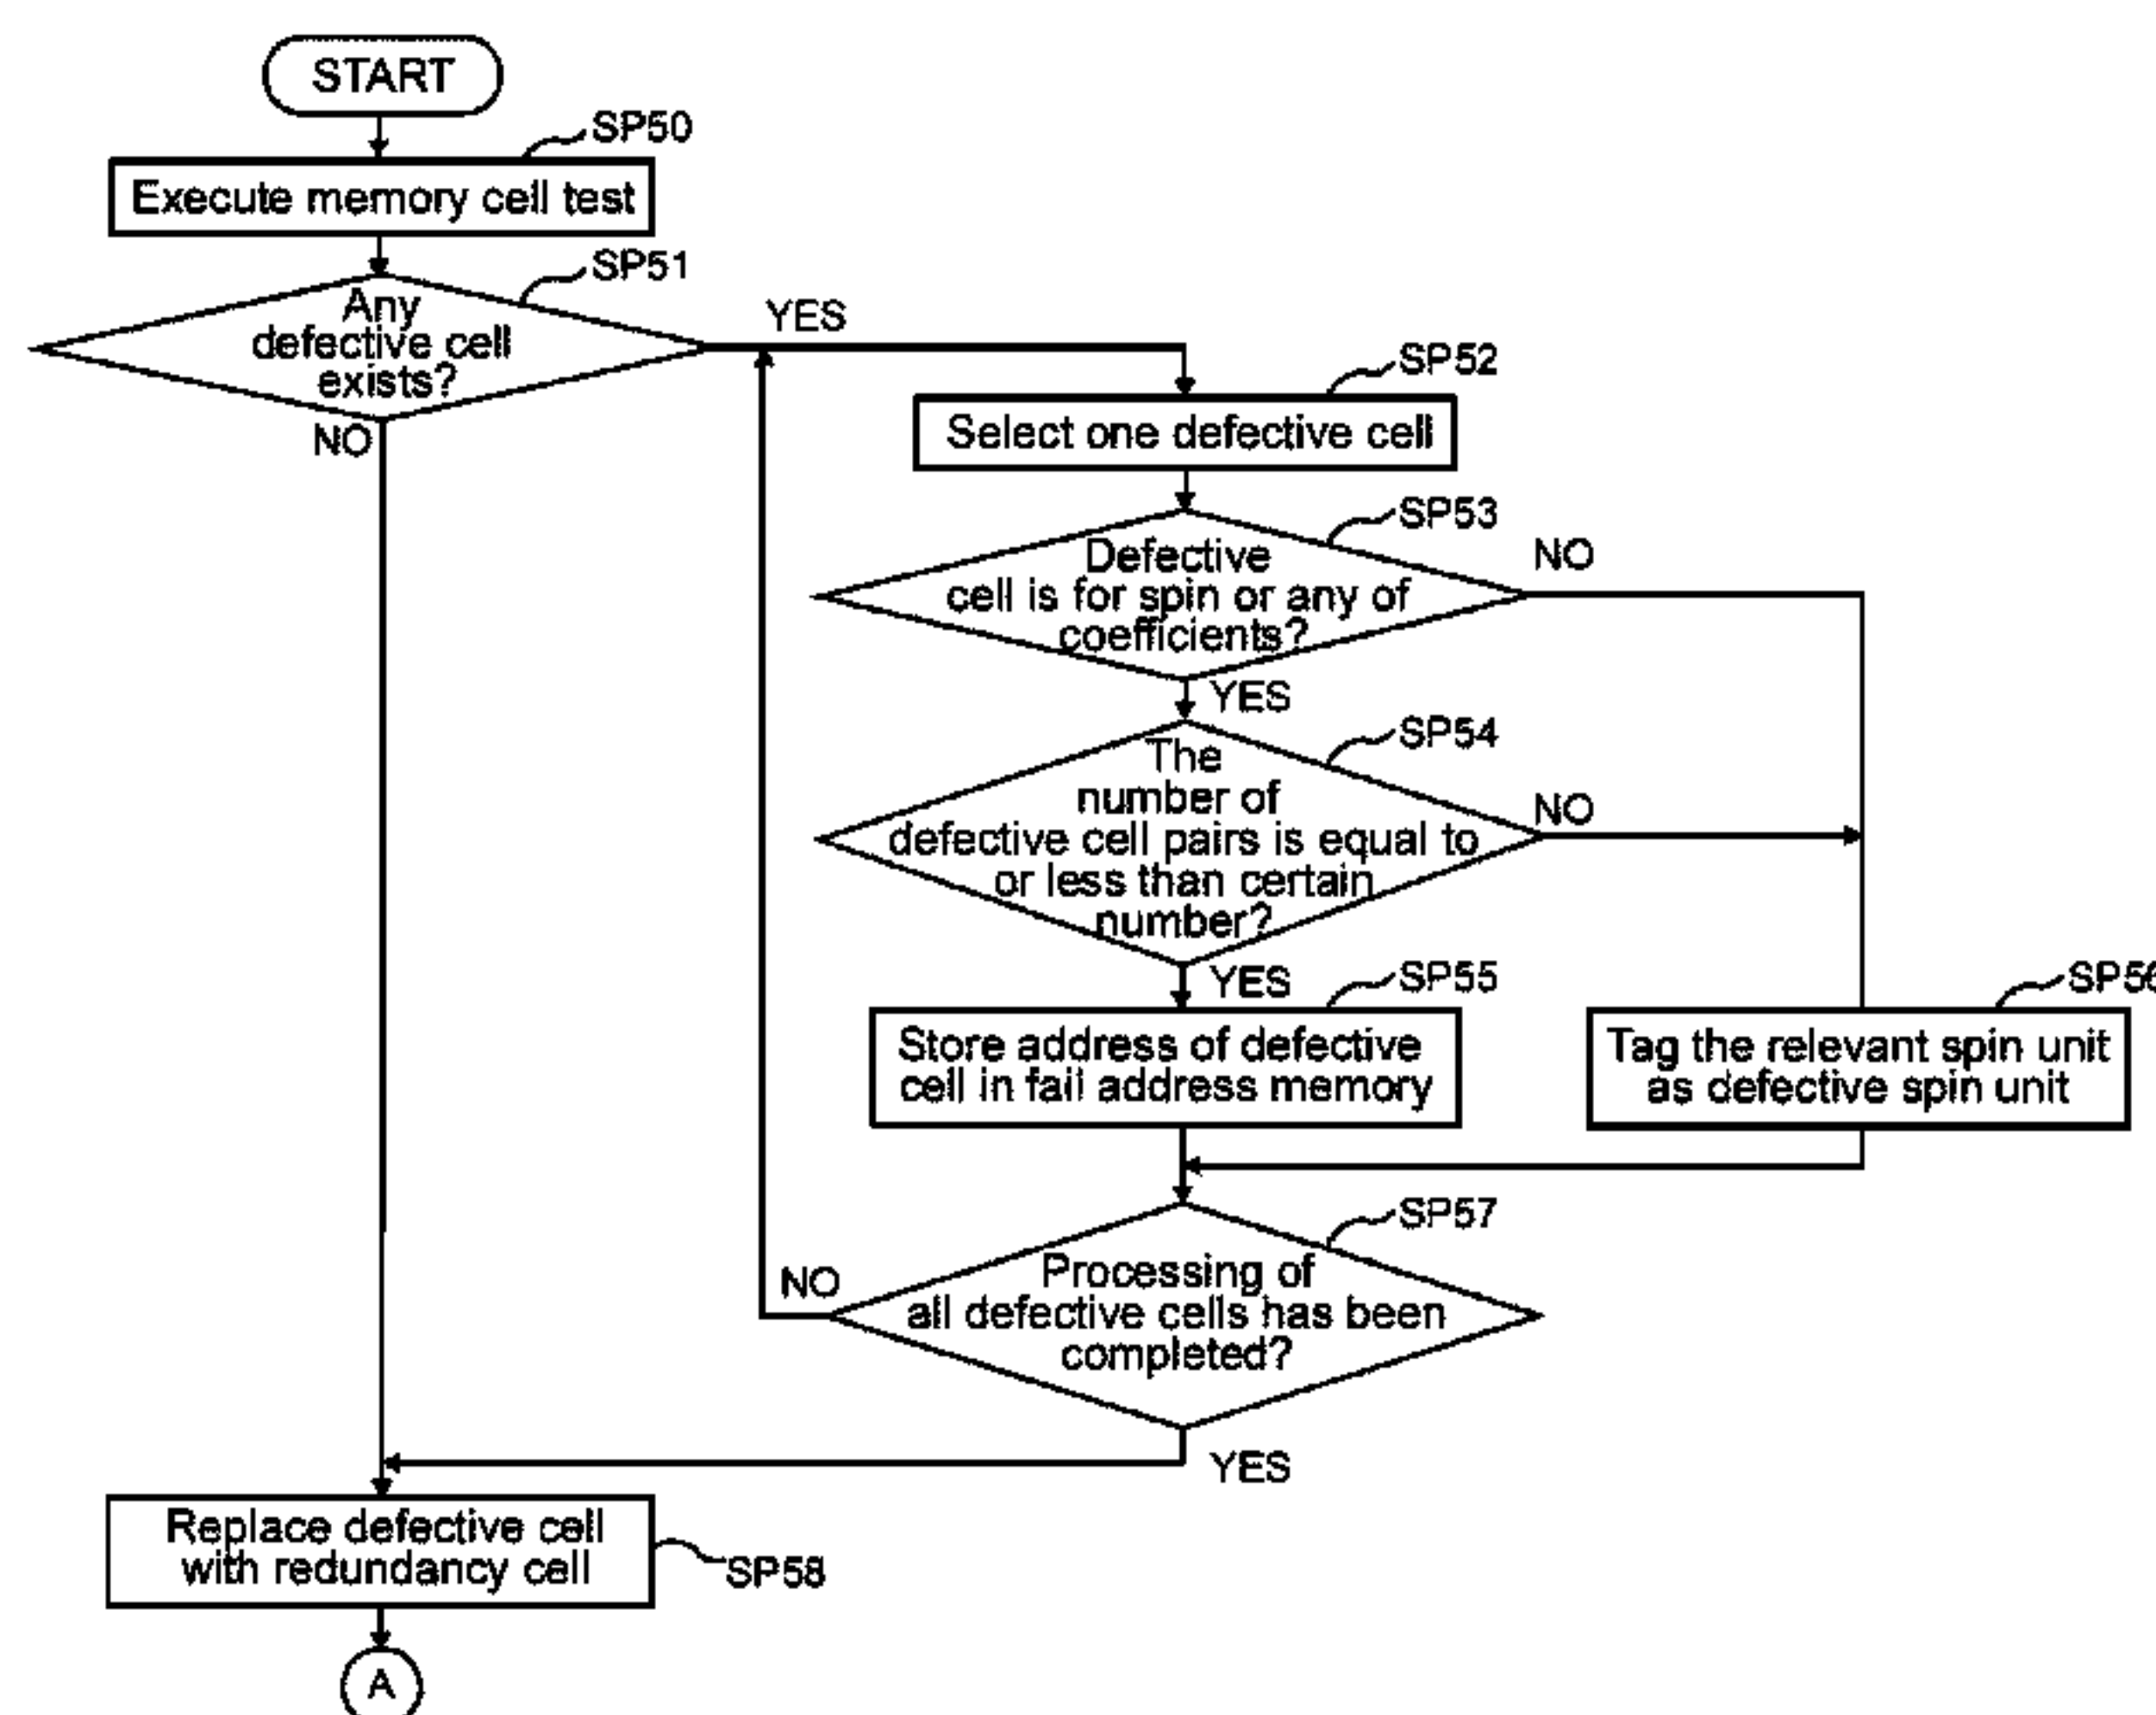 START
SP50
Execute memory cell test
SP51
Any
defective cell
exists?
YES
NO
SP52
Select one defective cell
SP53
Defective
cell is for spin or any of
coefficients?
NO
YES
SP54
The
number of
defective cell pairs is equal to
or less than certain
number?
NO
YES
SP55
Store address of defective
cell in fail address memory
SP56
Tag the relevant spin unit
as defective spin unit
SP57
Processing of
all defective cells has been
completed?
NO
YES
Replace defective cell
with redundancy cell
SP58
A